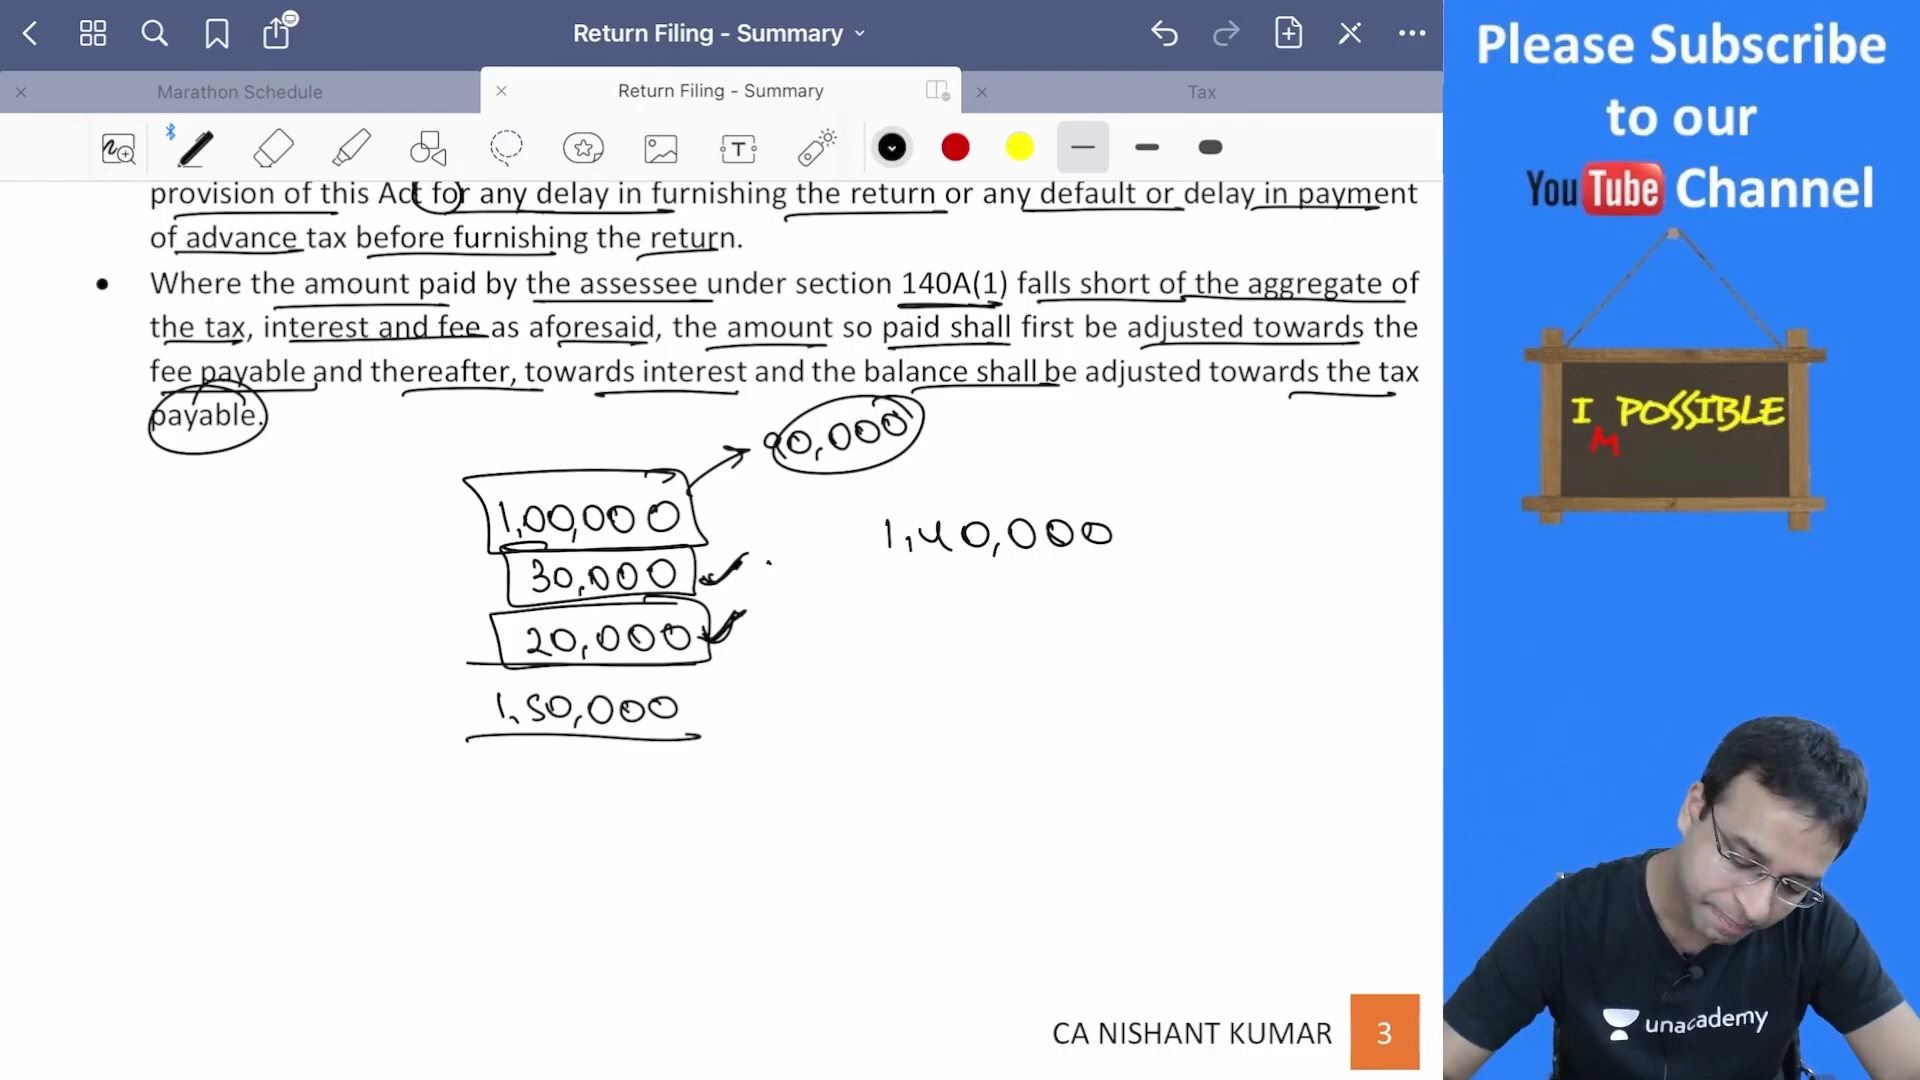 Return Filing - Summary
Marathon Schedule
Return Filing - Summary
Tax
provision of this Act for any delay in furnishing the return or any default or delay in payment
of advance tax before furnishing the return.
• Where the amount paid by the assessee under section 140A(1) falls short of the aggregate of
the tax, interest and fee as aforesaid, the amount so paid shall first be adjusted towards the
fee payable and thereafter, towards interest and the balance shall be adjusted towards the tax
payable.
90,000
1,00,000
1,40,000
30,000
20,000
1,50,000
CA NISHANT KUMAR 3
Please Subscribe
to our
YouTube Channel
I POSSIBLE
M
unacademy